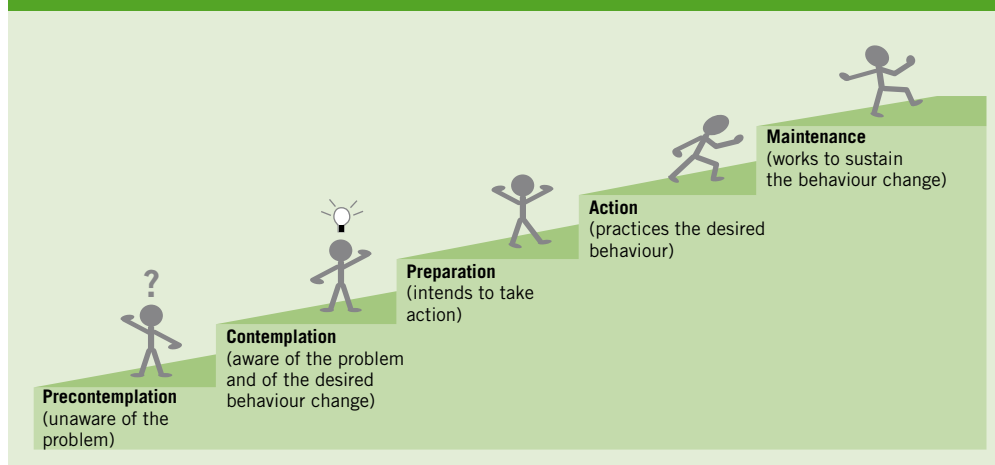 ?
Precontemplation
(unaware of the
problem)
Contemplation
(aware of the problem
and of the desired
behaviour change)
Preparation
(intends to take
action)
Action
(practices the desired
behaviour)
Maintenance
(works to sustain
the behaviour change)